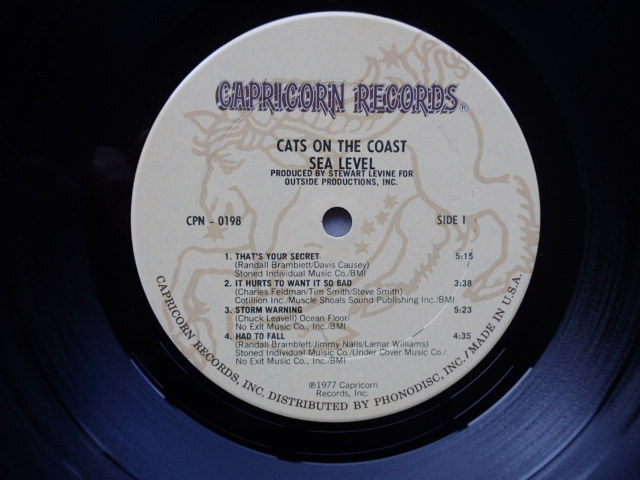 CAPRICORN RECORDS®
CATS ON THE COAST
SEA LEVEL
PRODUCED BY STEWART LEVINE FOR
OUTSIDE PRODUCTIONS, INC.
CPN - 0198 SIDE I
1. THAT'S YOUR SECRET 5:15
(Randall Bramblett/Davis Causey)
Stoned Individual Music Co./BMI
2. IT HURTS TO WANT IT SO BAD 3:38
(Charles Feldman/Tim Smith/Steve Smith)
Cotillion Inc./Muscle Shoals Sound Publishing Inc./BMI
3. STORM WARNING 5:23
(Chuck Leavell) Ocean Floor/
No Exit Music Co., Inc./BMI
4. HAD TO FALL 4:35
(Randall Bramblett/Jimmy Nalls/Lamar Williams)
Stoned Individual Music Co./Under Cover Music Co./
No Exit Music Co., Inc./BMI
℗1977 Capricorn
Records, Inc.
CAPRICORN RECORDS, INC. DISTRIBUTED BY PHONODISC, INC./MADE IN U.S.A.